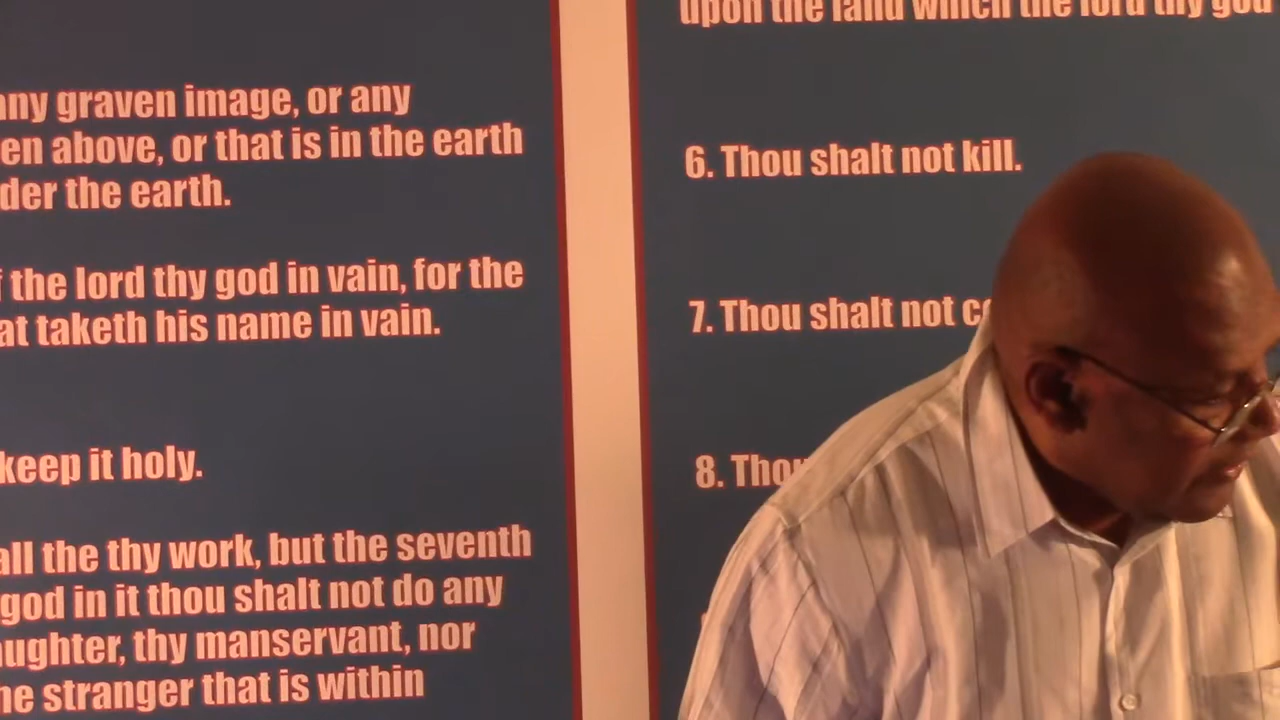 any graven image, or any
en above, or that is in the earth
der the earth.
the lord thy god in vain, for the
at taketh his name in vain.
keep it holy.
all the thy work, but the seventh
god in it thou shalt not do any
ughter, thy manservant, nor
he stranger that is within
upon the land which the lord thy god
6. Thou shalt not kill.
7. Thou shalt not
8. Thou